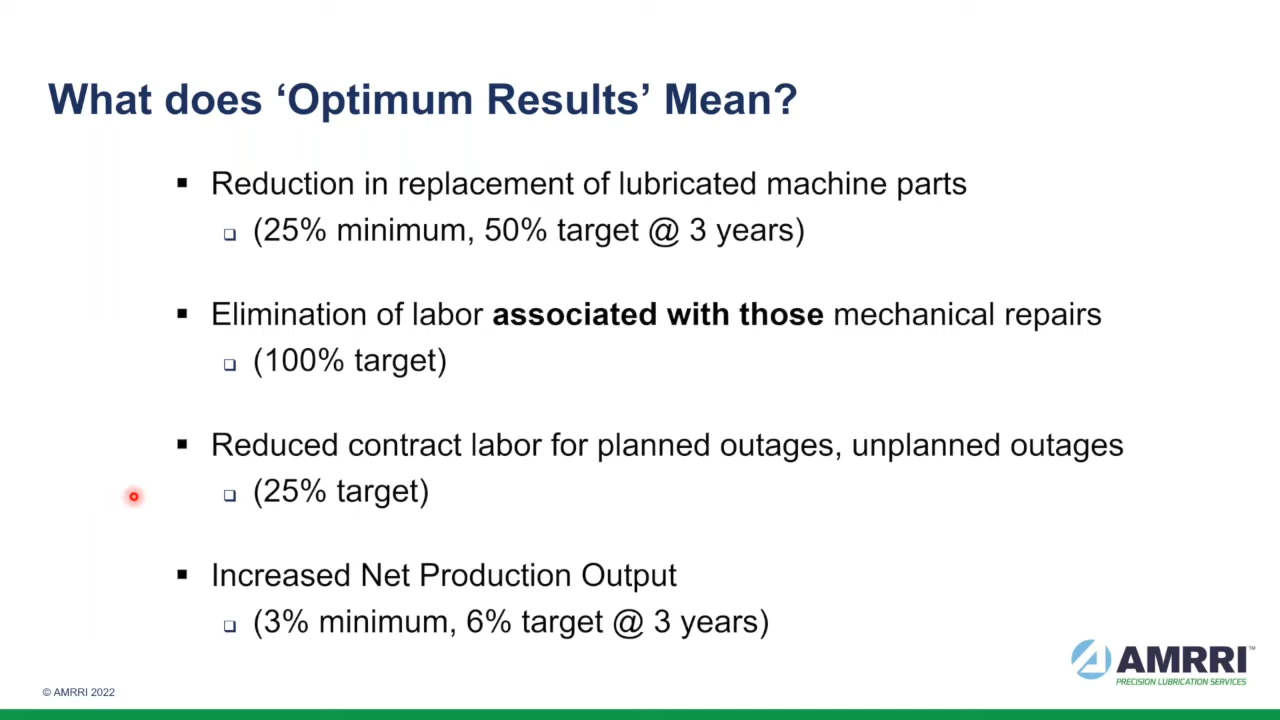 What does ‘Optimum Results’ Mean?
▪ Reduction in replacement of lubricated machine parts
❑ (25% minimum, 50% target @ 3 years)
▪ Elimination of labor associated with those mechanical repairs
❑ (100% target)
▪ Reduced contract labor for planned outages, unplanned outages
❑ (25% target)
▪ Increased Net Production Output
❑ (3% minimum, 6% target @ 3 years)
AMRRI™
PRECISION LUBRICATION SERVICES
© AMRRI 2022